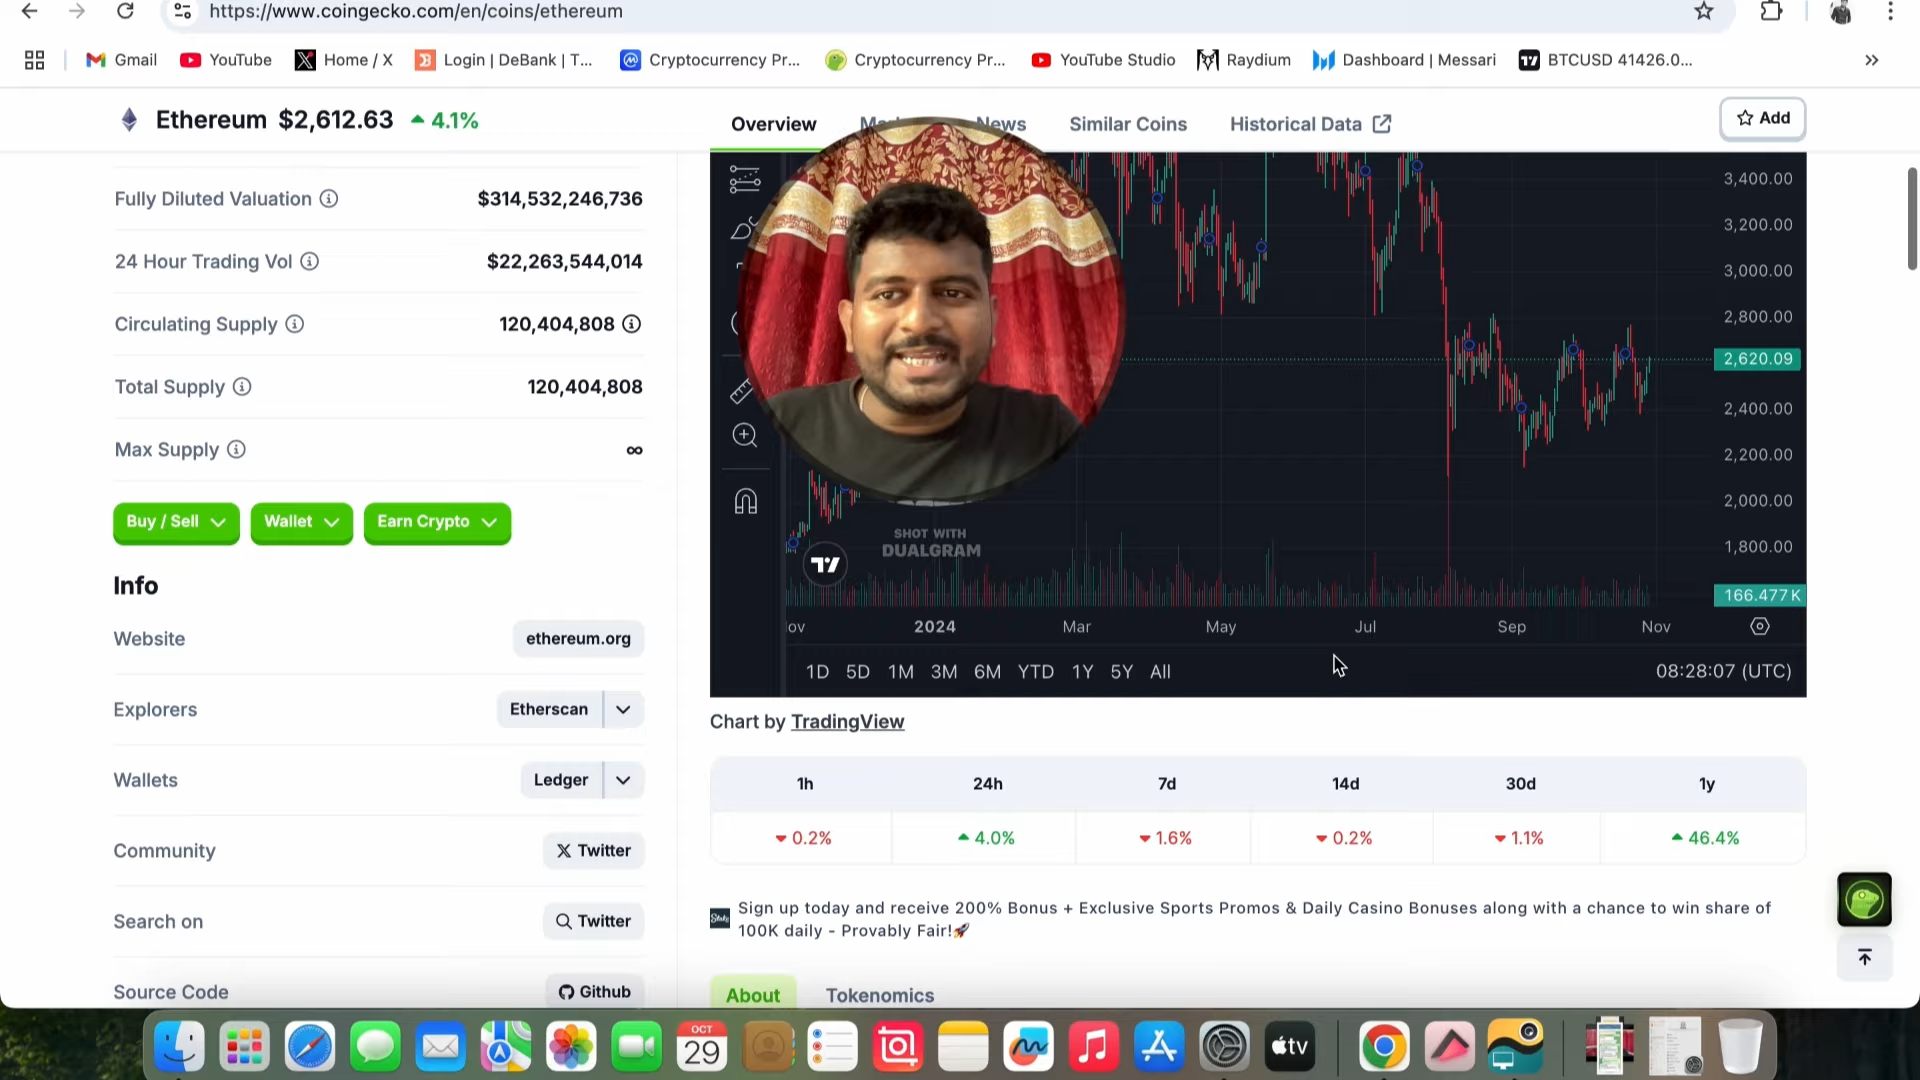 https://www.coingecko.com/en/coins/ethereum
Gmail YouTube Home / X Login | DeBank | T... Cryptocurrency Pr... Cryptocurrency Pr... YouTube Studio Raydium Dashboard | Messari BTCUSD 41426.0...
Ethereum $2,612.63 4.1%
Overview News Similar Coins Historical Data
Add
Fully Diluted Valuation $314,532,246,736
24 Hour Trading Vol $22,263,544,014
Circulating Supply 120,404,808
Total Supply 120,404,808
Max Supply ∞
Buy / Sell Wallet Earn Crypto
Info
Website ethereum.org
Explorers Etherscan
Wallets Ledger
Community Twitter
Search on Twitter
Source Code Github
3,400.00
3,200.00
3,000.00
2,800.00
2,620.09
2,400.00
2,200.00
2,000.00
1,800.00
166.477 K
SHOT WITH
DUALGRAM
ov 2024 Mar May Jul Sep Nov
1D 5D 1M 3M 6M YTD 1Y 5Y All 08:28:07 (UTC)
Chart by TradingView
1h 24h 7d 14d 30d 1y
0.2% 4.0% 1.6% 0.2% 1.1% 46.4%
Stake
Sign up today and receive 200% Bonus + Exclusive Sports Promos & Daily Casino Bonuses along with a chance to win share of
100K daily - Provably Fair!🚀
About Tokenomics
OCT
29
tv